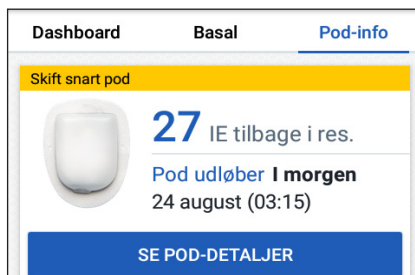 Dashboard Basal Pod-info
Skift snart pod
27 IE tilbage i res.
Pod udløber I morgen
24 august (03:15)
SE POD-DETALJER